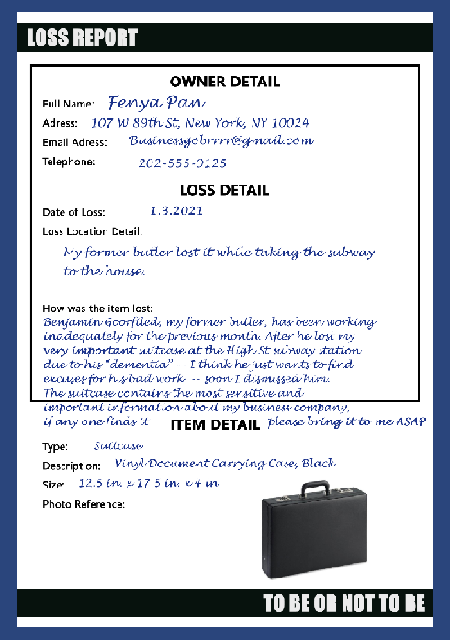 LOSS REPORT
OWNER DETAIL
Full Name: Fenya Pan
Adress: 107 W 89th St, New York, NY 10024
Email Adress: Businessgobrrrr@gmail.com
Telephone: 202-555-0125
LOSS DETAIL
Date of Loss: 1.3.2021
Loss Location Detail:
My former butler lost it while taking the subway
to the house.
How was the item lost:
Benjamin Goorfiled, my former butler, has been working
inadequately for the previous month. After he lost my
very important suitcase at the High St subway station
due to his "dementia" I think he just wants to find
excuses for his bad work -- soon I dismissed him.
The suitcase contains the most sensitive and
important information about my business company,
if any one finds it please bring it to me ASAP
ITEM DETAIL
Type: Suitcase
Description: Vinyl Document Carrying Case, Black
Size: 12.5 in. x 17.5 in. x 4 in
Photo Reference:
TO BE OR NOT TO BE